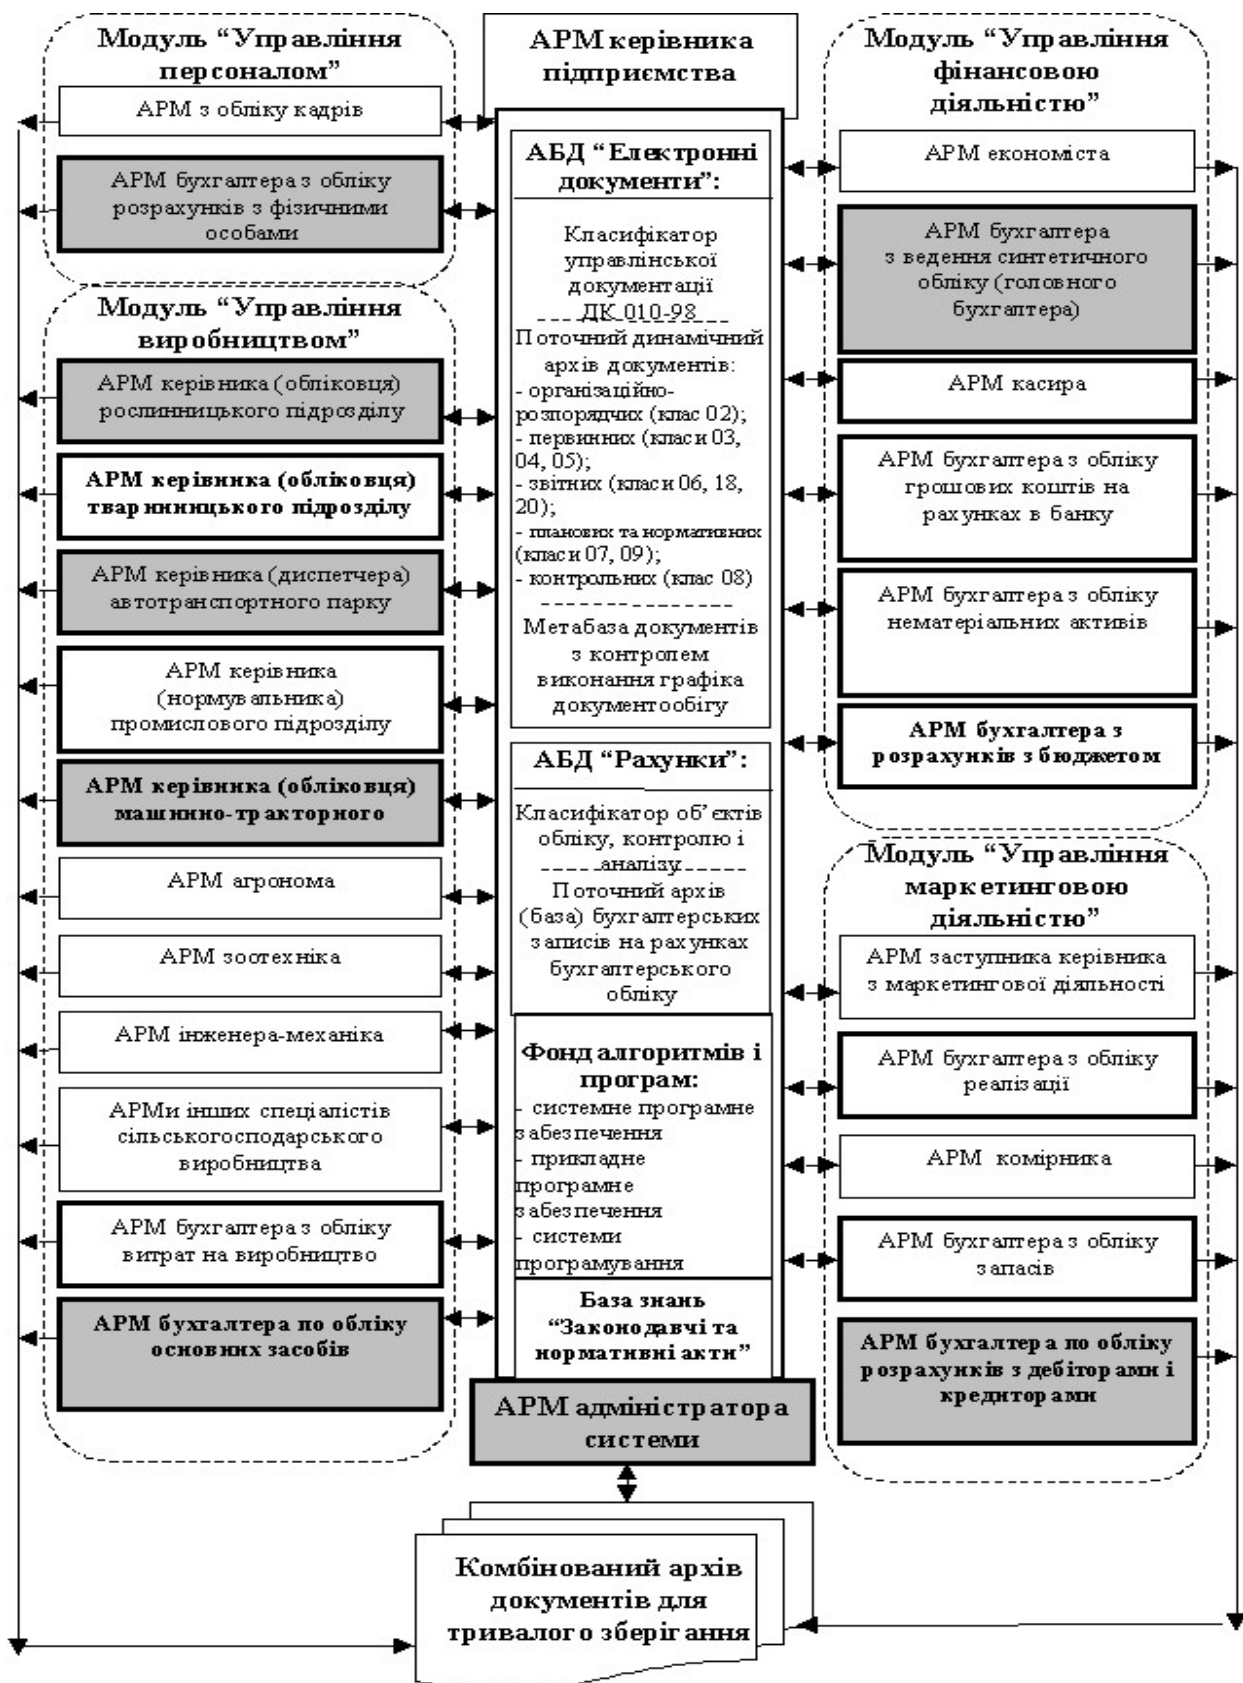 Модуль “Управління
персоналом”
АРМ з обліку кадрів
АРМ бухгалтера з обліку
розрахунків з фізичними
особами
Модуль “Управління
виробництвом”
АРМ керівника (обліковця)
рослинницького підрозділу
АРМ керівника (обліковця)
тваринницького підрозділу
АРМ керівника (диспетчера)
автотранспортного парку
АРМ керівника
(нормувальника)
промислового підрозділу
АРМ керівника (обліковця)
машинно-тракторного
АРМ агронома
АРМ зоотехніка
АРМ інженера-механіка
АРМи інших спеціалістів
сільськогосподарського
виробництва
АРМ бухгалтера з обліку
витрат на виробництво
АРМ бухгалтера по обліку
основних засобів
АРМ керівника
підприємства
АБД “Електронні
документи”:
Класифікатор
управлінської
документації
ДК 010-98
Поточний динамічний
архів документів:
- організаційно-
розпорядчих (клас 02);
- первинних (класи 03,
04, 05);
- звітних (класи 06, 18,
20);
- планових та нормативних
(класи 07, 09);
- контрольних (клас 08)
Метабаза документів
з контролем
виконання графіка
документообігу
АБД “Рахунки”:
Класифікатор об’єктів
обліку, контролю і
аналізу
Поточний архів
(база) бухгалтерських
записів на рахунках
бухгалтерського
обліку
Фонд алгоритмів і
програм:
- системне програмне
забезпечення
- прикладне
програмне
забезпечення
- системи
програмування
База знань
“Законодавчі та
нормативні акти”
АРМ адміністратора
системи
Модуль “Управління
фінансовою
діяльністю”
АРМ економіста
АРМ бухгалтера
з ведення синтетичного
обліку (головного
бухгалтера)
АРМ касира
АРМ бухгалтера з обліку
грошових коштів на
рахунках в банку
АРМ бухгалтера з обліку
нематеріальних активів
АРМ бухгалтера з
розрахунків з бюджетом
Модуль “Управління
маркетинговою
діяльністю”
АРМ заступника керівника
з маркетингової діяльності
АРМ бухгалтера з обліку
реалізації
АРМ комірника
АРМ бухгалтера з обліку
запасів
АРМ бухгалтера по обліку
розрахунків з дебіторами і
кредиторами
Комбінований архів
документів для
тривалого зберігання